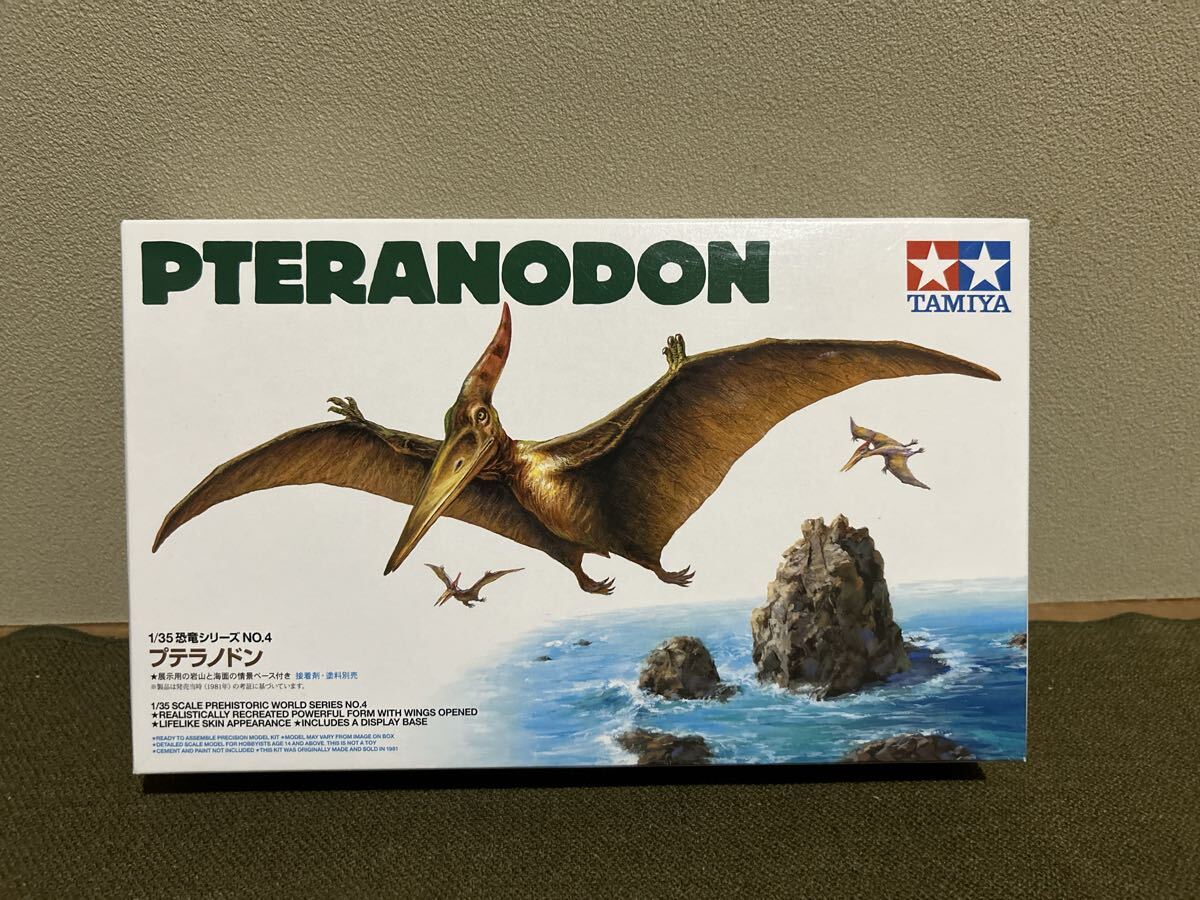 PTERANODON
TAMIYA
1/35 恐竜シリーズ NO.4
プテラノドン
★展示用の岩山と海面の情景ベース付き 接着剤・塗料別売
※製品は発売当時(1981年)の考証に基づいています。
1/35 SCALE PREHISTORIC WORLD SERIES NO.4
★REALISTICALLY RECREATED POWERFUL FORM WITH WINGS OPENED
★LIFELIKE SKIN APPEARANCE ★INCLUDES A DISPLAY BASE
★READY TO ASSEMBLE PRECISION MODEL KIT ★MODEL MAY VARY FROM IMAGE ON BOX
★DETAILED SCALE MODEL FOR HOBBYISTS AGE 14 AND ABOVE. THIS IS NOT A TOY
★CEMENT AND PAINT NOT INCLUDED ★THIS KIT WAS ORIGINALLY MADE AND SOLD IN 1981